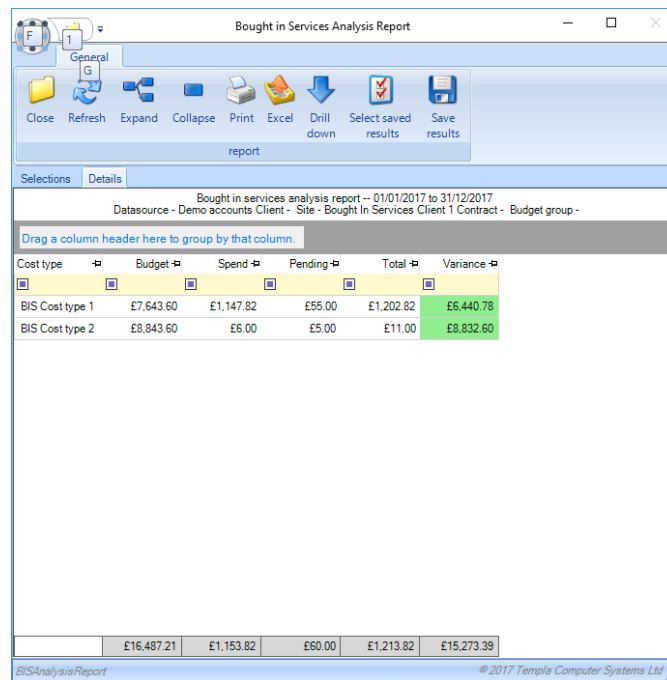 Bought in Services Analysis Report
F
1
General
G
Close Refresh Expand Collapse Print Excel Drill down Select saved results Save results
report
Selections Details
Bought in services analysis report -- 01/01/2017 to 31/12/2017
Datasource - Demo accounts Client - Site - Bought In Services Client 1 Contract - Budget group -
Drag a column header here to group by that column.
Cost type Budget Spend Pending Total Variance
BIS Cost type 1 £7,643.60 £1,147.82 £55.00 £1,202.82 £6,440.78
BIS Cost type 2 £8,843.60 £6.00 £5.00 £11.00 £8,832.60
£16,487.21 £1,153.82 £60.00 £1,213.82 £15,273.39
BISAnalysisReport © 2017 Templa Computer Systems Ltd